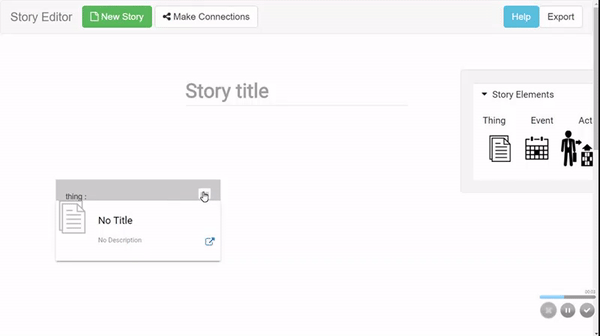 Story Editor New Story Make Connections Help Export
Story title
Story Elements
Thing Event Act
thing :
No Title
No Description